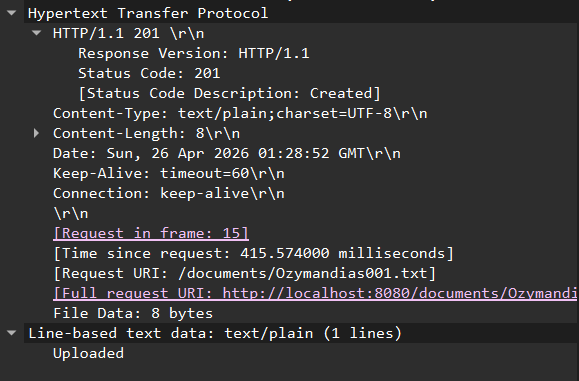 Hypertext Transfer Protocol
HTTP/1.1 201 \r\n
Response Version: HTTP/1.1
Status Code: 201
[Status Code Description: Created]
Content-Type: text/plain;charset=UTF-8\r\n
Content-Length: 8\r\n
Date: Sun, 26 Apr 2026 01:28:52 GMT\r\n
Keep-Alive: timeout=60\r\n
Connection: keep-alive\r\n
\r\n
[Request in frame: 15]
[Time since request: 415.574000 milliseconds]
[Request URI: /documents/Ozymandias001.txt]
[Full request URI: http://localhost:8080/documents/Ozymandi
File Data: 8 bytes
Line-based text data: text/plain (1 lines)
Uploaded